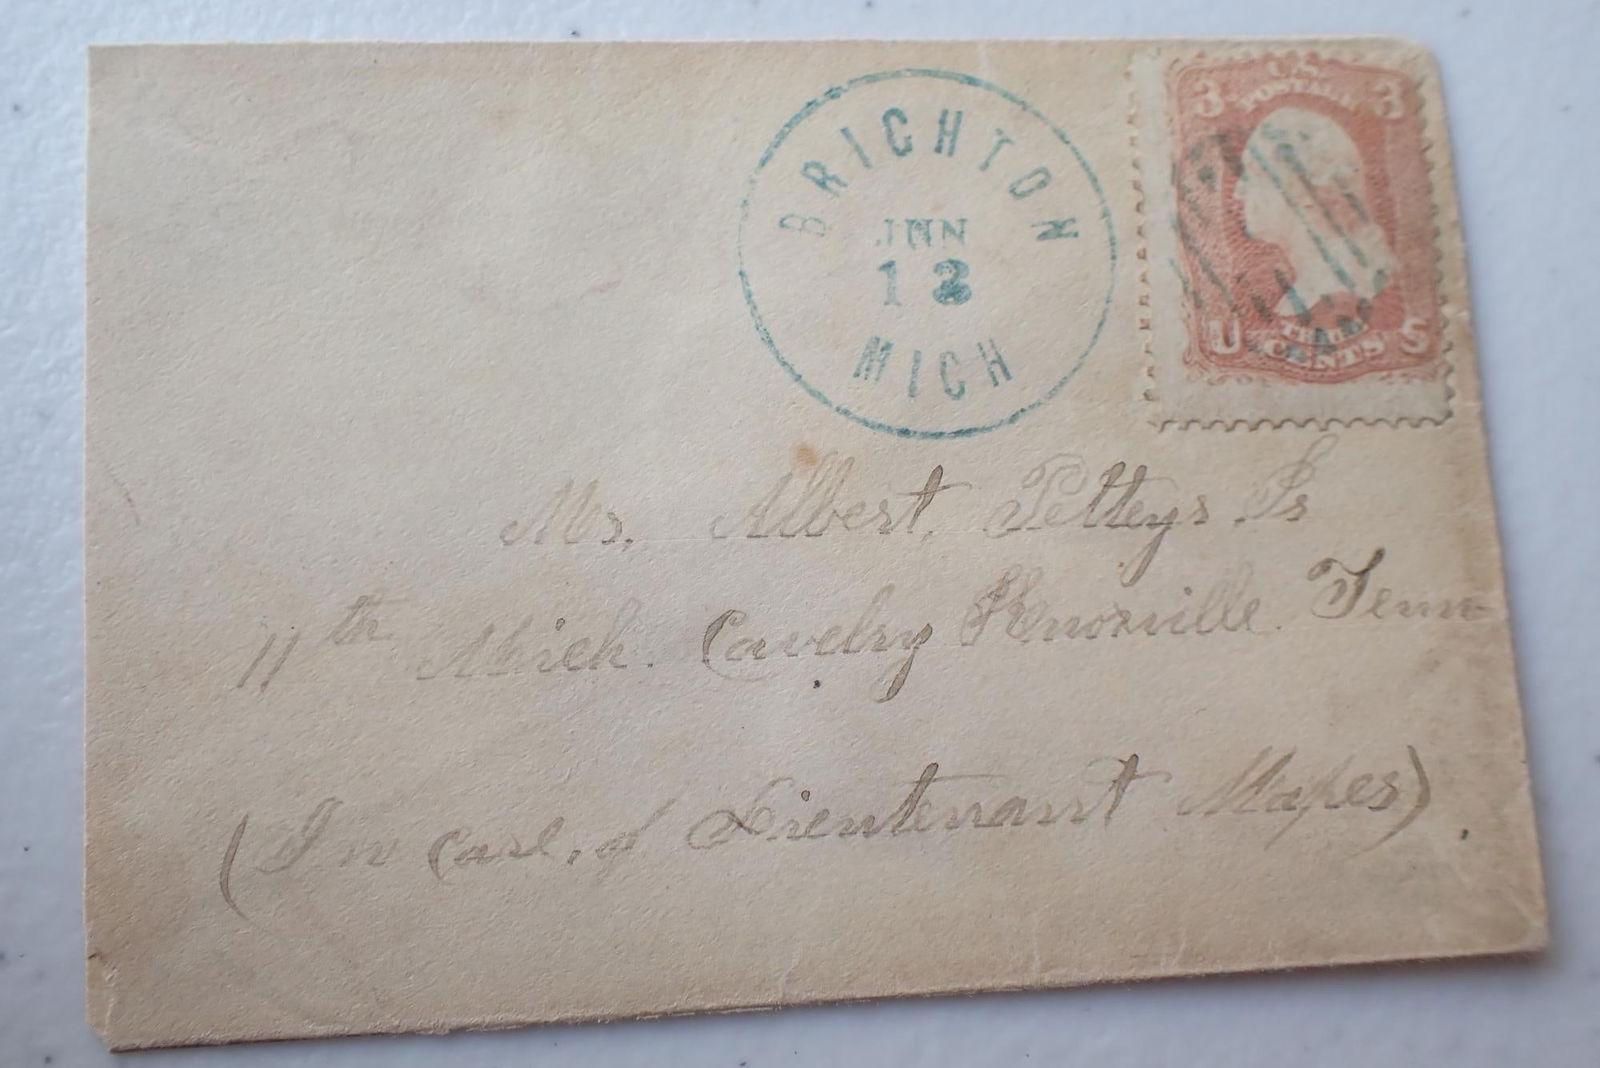 U.S.
POSTAGE
3 3
BRIGHTON
JUN
12
MICH
U THREE CENTS S
Mr. Albert. Petteys.
11th Mich. Cavelry Knoxville. Tenn
(In care, of Lieutenant Mapes)